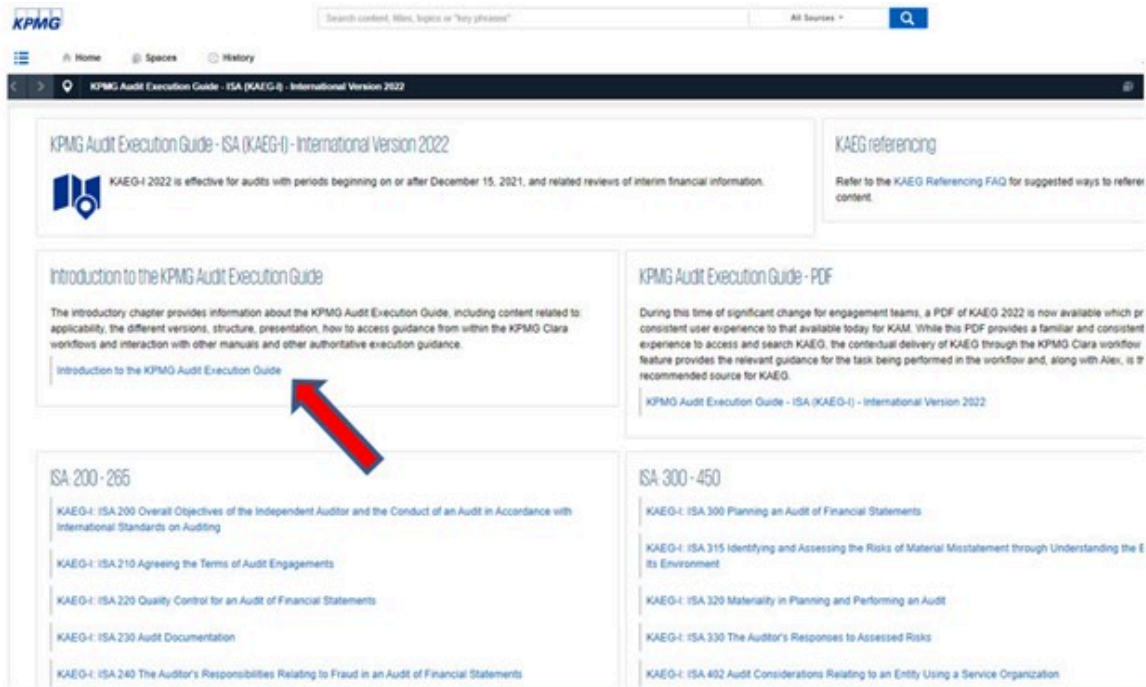 KPMG
Search content, titles, topics or "key phrases"
All Sources
Home
Spaces
History
KPMG Audit Execution Guide - ISA (KAEG-I) - International Version 2022
KPMG Audit Execution Guide - ISA (KAEG-I) - International Version 2022
KAEG-I 2022 is effective for audits with periods beginning on or after December 15, 2021, and related reviews of interim financial information.
KAEG referencing
Refer to the KAEG Referencing FAQ for suggested ways to referen
content.
Introduction to the KPMG Audit Execution Guide
The introductory chapter provides information about the KPMG Audit Execution Guide, including content related to:
applicability, the different versions, structure, presentation, how to access guidance from within the KPMG Clara
workflows and interaction with other manuals and other authoritative execution guidance.
Introduction to the KPMG Audit Execution Guide
KPMG Audit Execution Guide - PDF
During this time of significant change for engagement teams, a PDF of KAEG 2022 is now available which pr
consistent user experience to that available today for KAM. While this PDF provides a familiar and consistent
experience to access and search KAEG, the contextual delivery of KAEG through the KPMG Clara workflow
feature provides the relevant guidance for the task being performed in the workflow and, along with Alex, is th
recommended source for KAEG.
KPMG Audit Execution Guide - ISA (KAEG-I) - International Version 2022
ISA: 200 - 265
KAEG-I: ISA 200 Overall Objectives of the Independent Auditor and the Conduct of an Audit in Accordance with
International Standards on Auditing
KAEG-I: ISA 210 Agreeing the Terms of Audit Engagements
KAEG-I: ISA 220 Quality Control for an Audit of Financial Statements
KAEG-I: ISA 230 Audit Documentation
KAEG-I: ISA 240 The Auditor's Responsibilities Relating to Fraud in an Audit of Financial Statements
ISA: 300 - 450
KAEG-I: ISA 300 Planning an Audit of Financial Statements
KAEG-I: ISA 315 Identifying and Assessing the Risks of Material Misstatement through Understanding the E
Its Environment
KAEG-I: ISA 320 Materiality in Planning and Performing an Audit
KAEG-I: ISA 330 The Auditor's Responses to Assessed Risks
KAEG-I: ISA 402 Audit Considerations Relating to an Entity Using a Service Organization